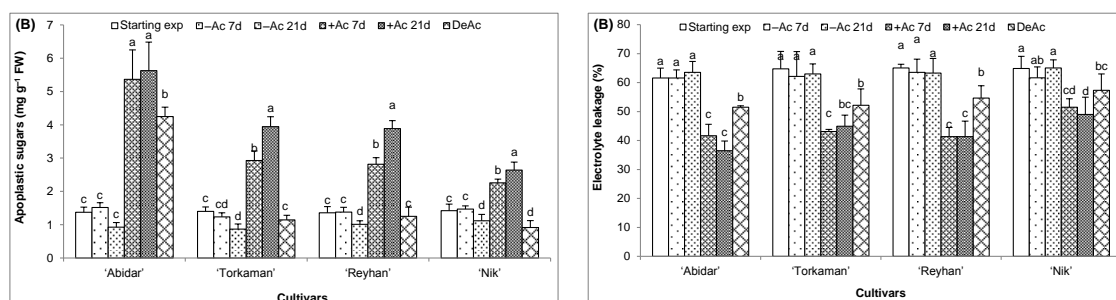 (B)
Starting exp –Ac 7d –Ac 21d +Ac 7d +Ac 21d DeAc
Apoplastic sugars (mg g⁻¹ FW)
7
6
5
4
3
2
1
0
c c c a a b
c cd d b a c
c c d b a c
c c d b a d
'Abidar' 'Torkaman' 'Reyhan' 'Nik'
Cultivars
(B)
Starting exp –Ac 7d –Ac 21d +Ac 7d +Ac 21d DeAc
Electrolyte leakage (%)
80
70
60
50
40
30
20
10
0
a a a c c b
a a a c bc b
a a a c c b
a ab a cd d bc
'Abidar' 'Torkaman' 'Reyhan' 'Nik'
Cultivars